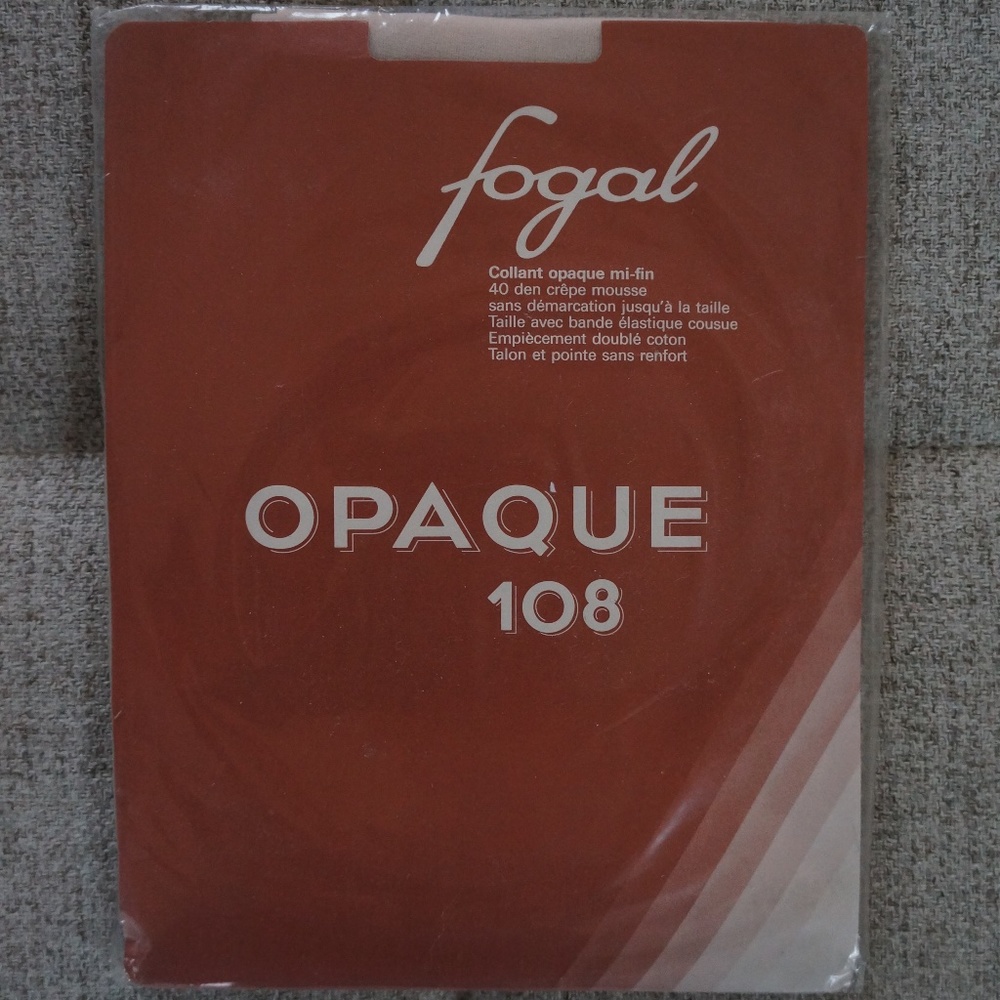 fogal
Collant opaque mi-fin
40 den crêpe mousse
sans démarcation jusqu'à la taille
Taille avec bande élastique cousue
Empiècement doublé coton
Talon et pointe sans renfort
OPAQUE
108